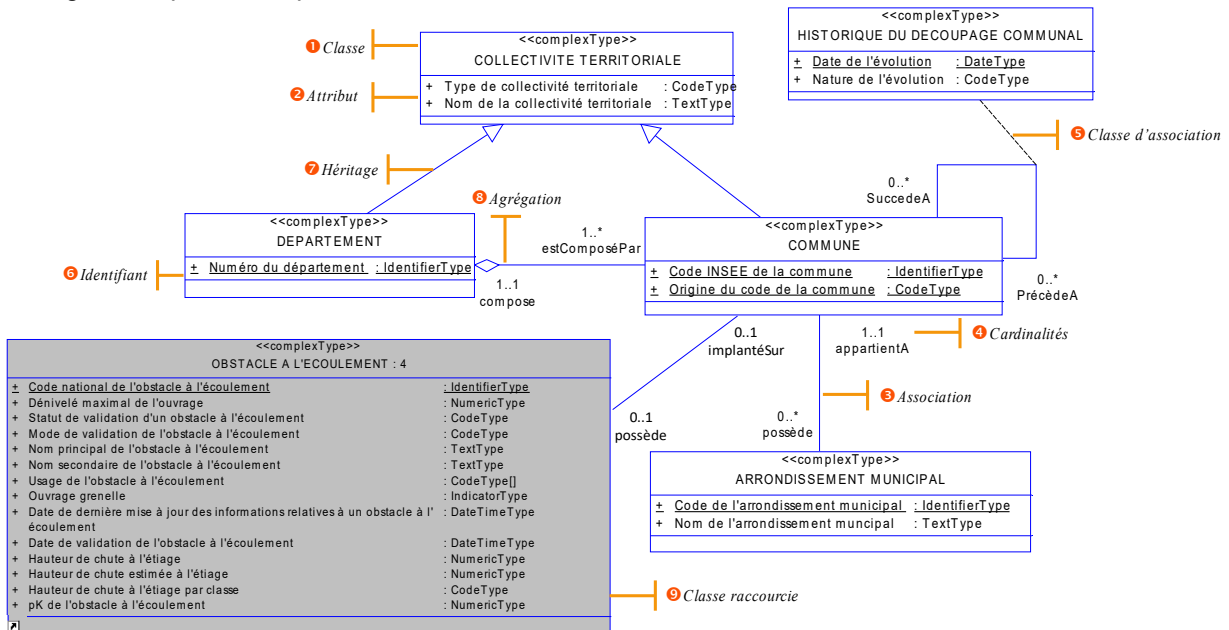 <<complexType>>
COLLECTIVITE TERRITORIALE
+ Type de collectivité territoriale : CodeType
+ Nom de la collectivité territoriale : TextType
<<complexType>>
HISTORIQUE DU DECOUPAGE COMMUNAL
+ Date de l'évolution : DateType
+ Nature de l'évolution : CodeType
❶ Classe
❷ Attribut
❺ Classe d'association
❼ Héritage
❽ Agrégation
0..*
SuccedeA
<<complexType>>
DEPARTEMENT
+ Numéro du département : IdentifierType
1..*
estComposéPar
<<complexType>>
COMMUNE
+ Code INSEE de la commune : IdentifierType
+ Origine du code de la commune : CodeType
❻ Identifiant
1..1
compose
0..*
PrécèdeA
0..1
implantéSur
1..1
appartientA
❹ Cardinalités
<<complexType>>
OBSTACLE A L'ECOULEMENT : 4
+ Code national de l'obstacle à l'écoulement : IdentifierType
+ Dénivelé maximal de l'ouvrage : NumericType
+ Statut de validation d'un obstacle à l'écoulement : CodeType
+ Mode de validation de l'obstacle à l'écoulement : CodeType
+ Nom principal de l'obstacle à l'écoulement : TextType
+ Nom secondaire de l'obstacle à l'écoulement : TextType
+ Usage de l'obstacle à l'écoulement : CodeType[]
+ Ouvrage grenelle : IndicatorType
+ Date de dernière mise à jour des informations relatives à un obstacle à l' : DateTimeType
écoulement
+ Date de validation de l'obstacle à l'écoulement : DateTimeType
+ Hauteur de chute à l'étiage : NumericType
+ Hauteur de chute estimée à l'étiage : NumericType
+ Hauteur de chute à l'étiage par classe : CodeType
+ pK de l'obstacle à l'écoulement : NumericType
❸ Association
0..1
possède
0..*
possède
<<complexType>>
ARRONDISSEMENT MUNICIPAL
+ Code de l'arrondissement municipal : IdentifierType
+ Nom de l'arrondissement muncipal : TextType
❾ Classe raccourcie